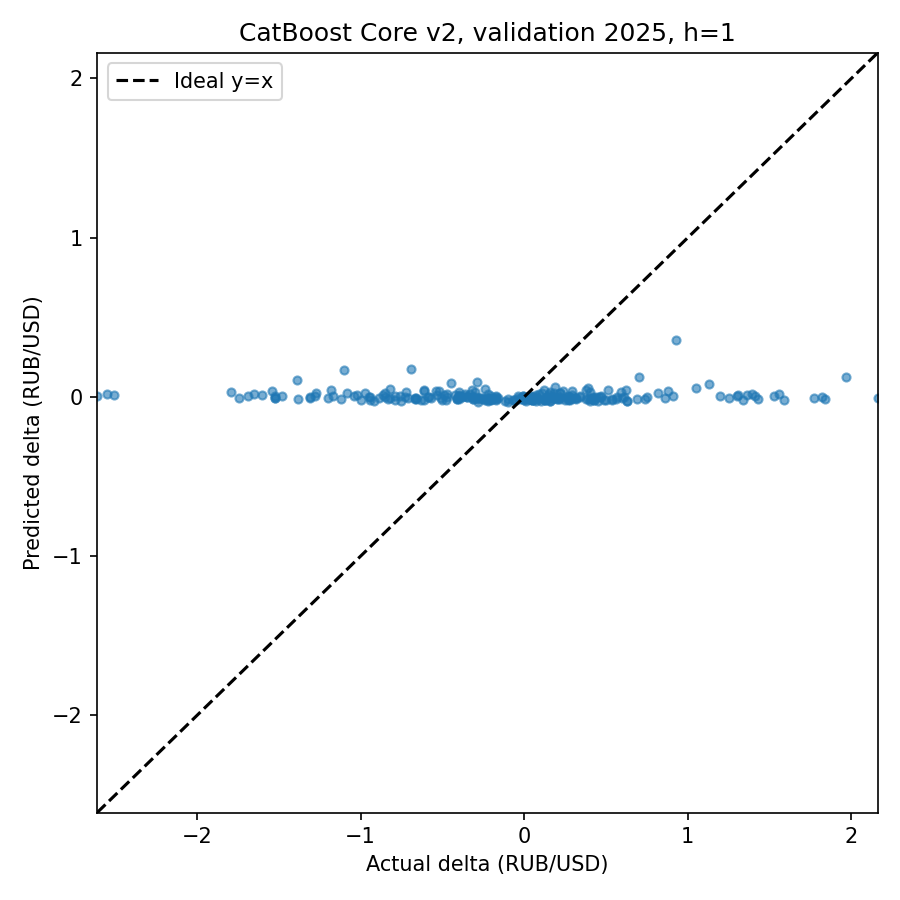 CatBoost Core v2, validation 2025, h=1
Ideal y=x
2
1
0
−1
−2
Predicted delta (RUB/USD)
−2
−1
0
1
2
Actual delta (RUB/USD)